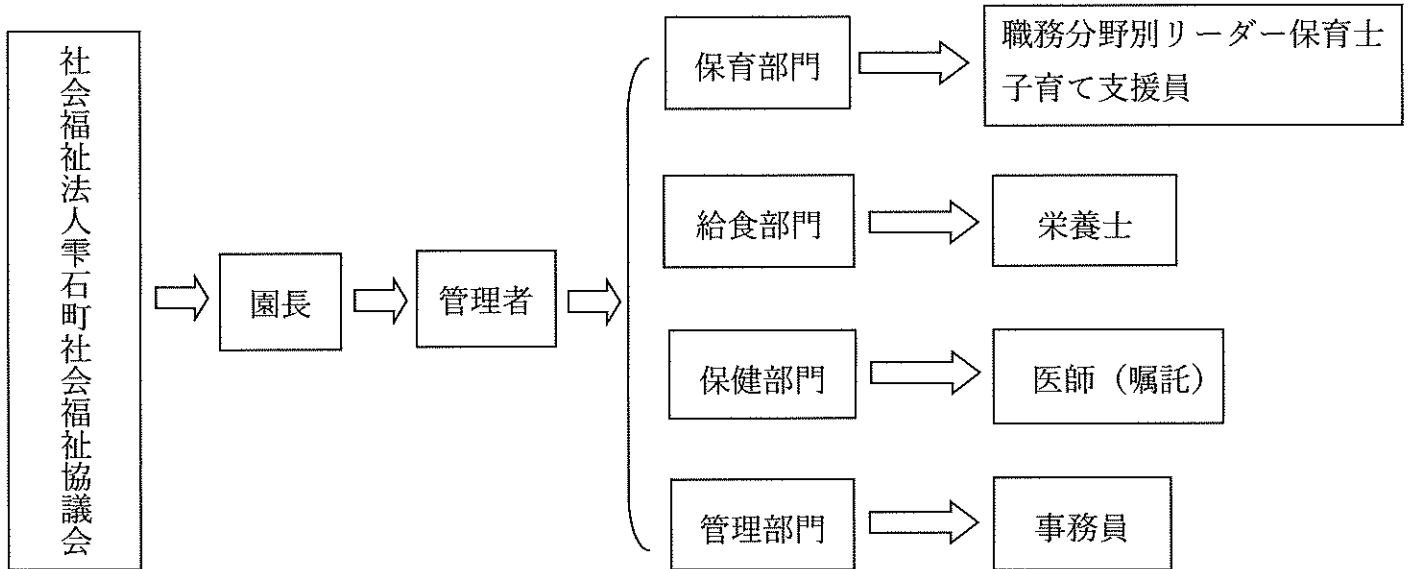 社会福祉法人雫石町社会福祉協議会
園長
管理者
保育部門
職務分野別リーダー保育士
子育て支援員
給食部門
栄養士
保健部門
医師（嘱託）
管理部門
事務員